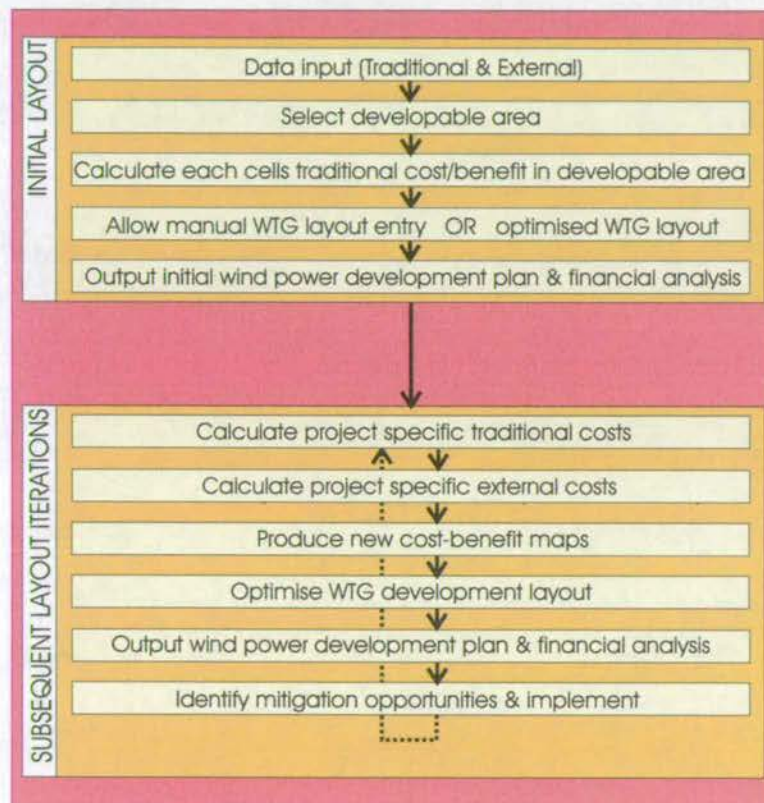 INITIAL LAYOUT
Data input (Traditional & External)
Select developable area
Calculate each cells traditional cost/benefit in developable area
Allow manual WTG layout entry OR optimised WTG layout
Output initial wind power development plan & financial analysis
SUBSEQUENT LAYOUT ITERATIONS
Calculate project specific traditional costs
Calculate project specific external costs
Produce new cost-benefit maps
Optimise WTG development layout
Output wind power development plan & financial analysis
Identify mitigation opportunities & implement